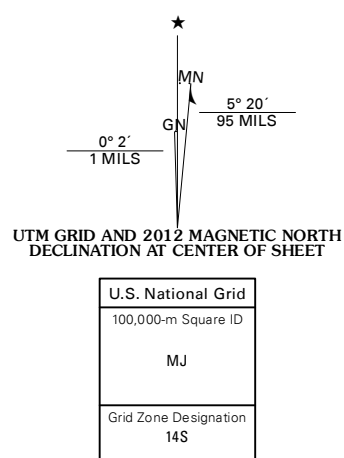 ★
MN
5° 20´
95 MILS
GN
0° 2´
1 MILS
UTM GRID AND 2012 MAGNETIC NORTH
DECLINATION AT CENTER OF SHEET
U.S. National Grid
100,000-m Square ID
MJ
Grid Zone Designation
14S